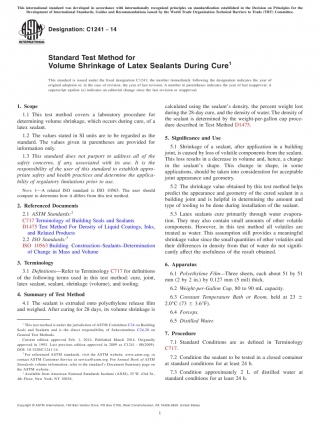 This international standard was developed in accordance with internationally recognized principles on standardization established in the Decision on Principles for the
Development of International Standards, Guides and Recommendations issued by the World Trade Organization Technical Barriers to Trade (TBT) Committee.
Designation: C1241 − 14
INTERNATIONAL
Standard Test Method for
Volume Shrinkage of Latex Sealants During Cure1
This standard is issued under the fixed designation C1241; the number immediately following the designation indicates the year of
original adoption or, in the case of revision, the year of last revision. A number in parentheses indicates the year of last reapproval. A
superscript epsilon (ε) indicates an editorial change since the last revision or reapproval.
1. Scope
1.1 This test method covers a laboratory procedure for
determining volume shrinkage, which occurs during cure, of a
latex sealant.
1.2 The values stated in SI units are to be regarded as the
standard. The values given in parentheses are provided for
information only.
1.3 This standard does not purport to address all of the
safety concerns, if any, associated with its use. It is the
responsibility of the user of this standard to establish appro-
priate safety and health practices and determine the applica-
bility of regulatory limitations prior to use.
NOTE 1—A related ISO standard is ISO 10563. The user should
compare to determine how it differs from this test method.
2. Referenced Documents
2.1 ASTM Standards:2
C717 Terminology of Building Seals and Sealants
D1475 Test Method For Density of Liquid Coatings, Inks,
and Related Products
2.2 ISO Standards:3
ISO 10563 Building Construction–Sealants–Determination
of Change in Mass and Volume
3. Terminology
3.1 Definitions—Refer to Terminology C717 for definitions
of the following terms used in this test method: cure, joint,
latex sealant, sealant, shrinkage (volume), and tooling.
4. Summary of Test Method
4.1 The sealant is extruded onto polyethylene release film
and weighed. After curing for 28 days, its volume shrinkage is
1 This test method is under the jurisdiction of ASTM Committee C24 on Building
Seals and Sealants and is the direct responsibility of Subcommittee C24.20 on
General Test Methods.
Current edition approved Feb. 1, 2014. Published March 2014. Originally
approved in 1992. Last previous edition approved in 2009 as C1241 – 00(2009).
DOI: 10.1520/C1241-14.
2 For referenced ASTM standards, visit the ASTM website, www.astm.org, or
contact ASTM Customer Service at service@astm.org. For Annual Book of ASTM
Standards volume information, refer to the standard's Document Summary page on
the ASTM website.
3 Available from American National Standards Institute (ANSI), 25 W. 43rd St.,
4th Floor, New York, NY 10036.
calculated using the sealant's density, the percent weight lost
during the 28-day cure, and the density of water. The density of
the sealant is determined by the weight-per-gallon cup proce-
dure described in Test Method D1475.
5. Significance and Use
5.1 Shrinkage of a sealant, after application in a building
joint, is caused by loss of volatile components from the sealant.
This loss results in a decrease in volume and, hence, a change
in the sealant's shape. This change in shape, in some
applications, should be taken into consideration for acceptable
joint appearance and geometry.
5.2 The shrinkage value obtained by this test method helps
predict the appearance and geometry of the cured sealant in a
building joint and is helpful in determining the amount and
type of tooling to be done during installation of the sealant.
5.3 Latex sealants cure primarily through water evapora-
tion. They may also contain small amounts of other volatile
components. However, in this test method all volatiles are
treated as water. This assumption still provides a meaningful
shrinkage value since the small quantities of other volatiles and
their differences in density from that of water do not signifi-
cantly affect the usefulness of the result obtained.
6. Apparatus
6.1 Polyethylene Film—Three sheets, each about 51 by 51
mm (2 by 2 in.) by 0.127 mm (5 mil) thick.
6.2 Weight-per-Gallon Cup, 80 to 90 mL capacity.
6.3 Constant Temperature Bath or Room, held at 23 ±
2.0°C (73 ± 3.6°F).
6.4 Forceps.
6.5 Distilled Water.
7. Procedure
7.1 Standard Conditions are as defined in Terminology
C717.
7.2 Condition the sealant to be tested in a closed container
at standard conditions for at least 24 h.
7.3 Condition approximately 2 L of distilled water at
standard conditions for at least 24 h.
Copyright © ASTM International, 100 Barr Harbor Drive, PO Box C700, West Conshohocken, PA 19428-2959. United States
1